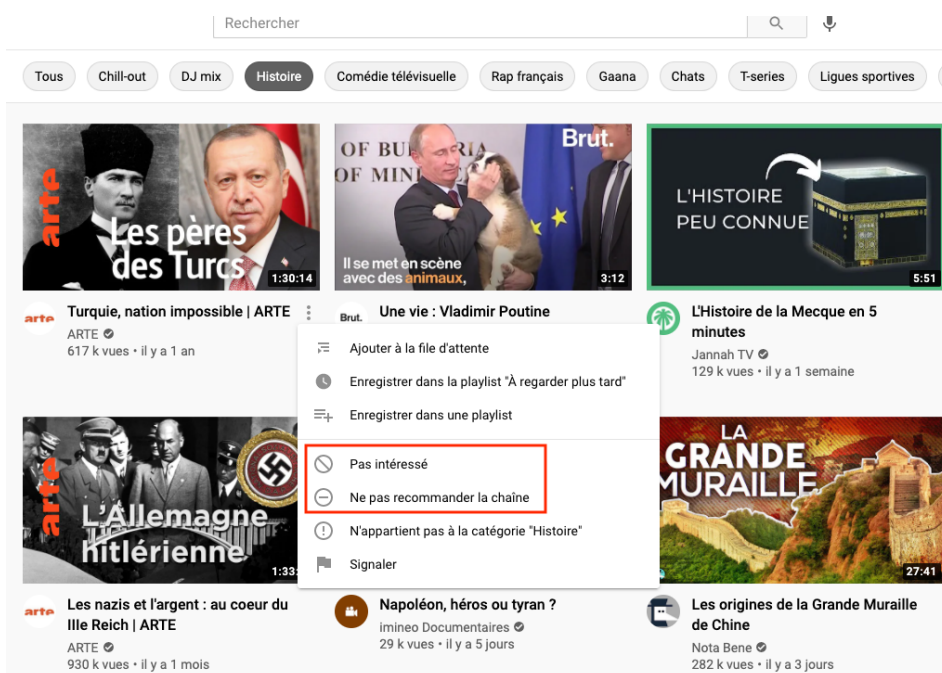 Rechercher
Tous
Chill-out
DJ mix
Histoire
Comédie télévisuelle
Rap français
Gaana
Chats
T-series
Ligues sportives
arte
Les pères
des Turcs
1:30:14
OF BULGARIA
OF MINI
Brut.
Il se met en scène
avec des animaux,
3:12
L'HISTOIRE
PEU CONNUE
5:51
arte
Turquie, nation impossible | ARTE
ARTE
617 k vues • il y a 1 an
Brut.
Une vie : Vladimir Poutine
L'Histoire de la Mecque en 5
minutes
Jannah TV
129 k vues • il y a 1 semaine
Ajouter à la file d'attente
Enregistrer dans la playlist "À regarder plus tard"
Enregistrer dans une playlist
Pas intéressé
Ne pas recommander la chaîne
N'appartient pas à la catégorie "Histoire"
Signaler
arte
L'Allemagne
hitlérienne
1:33:
LA
GRANDE
MURAILLE
27:41
arte
Les nazis et l'argent : au coeur du
IIIe Reich | ARTE
ARTE
930 k vues • il y a 1 mois
Napoléon, héros ou tyran ?
imineo Documentaires
29 k vues • il y a 5 jours
Les origines de la Grande Muraille
de Chine
Nota Bene
282 k vues • il y a 3 jours